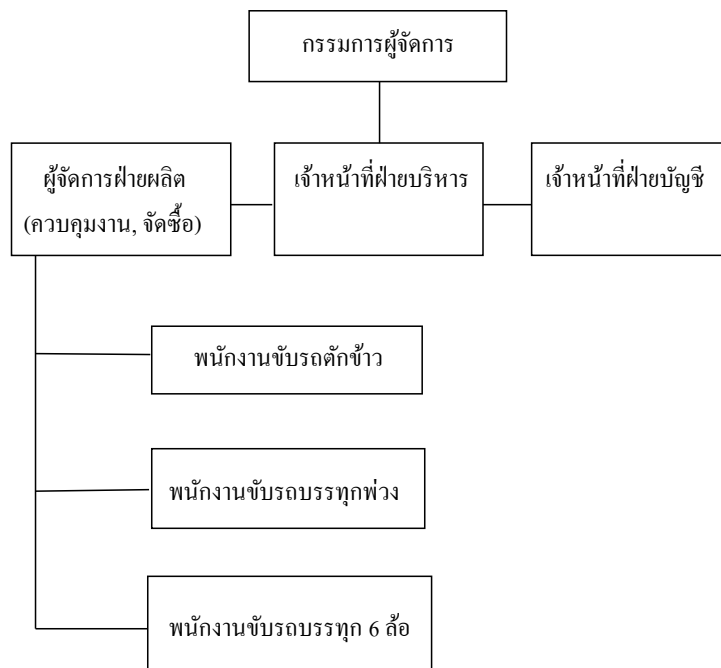 กรรมการผู้จัดการ
ผู้จัดการฝ่ายผลิต
(ควบคุมงาน, จัดซื้อ)
เจ้าหน้าที่ฝ่ายบริหาร
เจ้าหน้าที่ฝ่ายบัญชี
พนักงานขับรถตักข้าว
พนักงานขับรถบรรทุกพ่วง
พนักงานขับรถบรรทุก 6 ล้อ